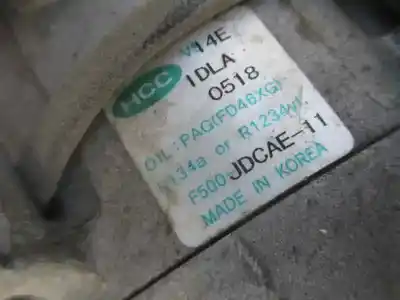 HCC
V14E
IDLA
0518
OIL:PAG(FD46XG)
R134a or R1234yf
F500-JDCAE-11
MADE IN KOREA